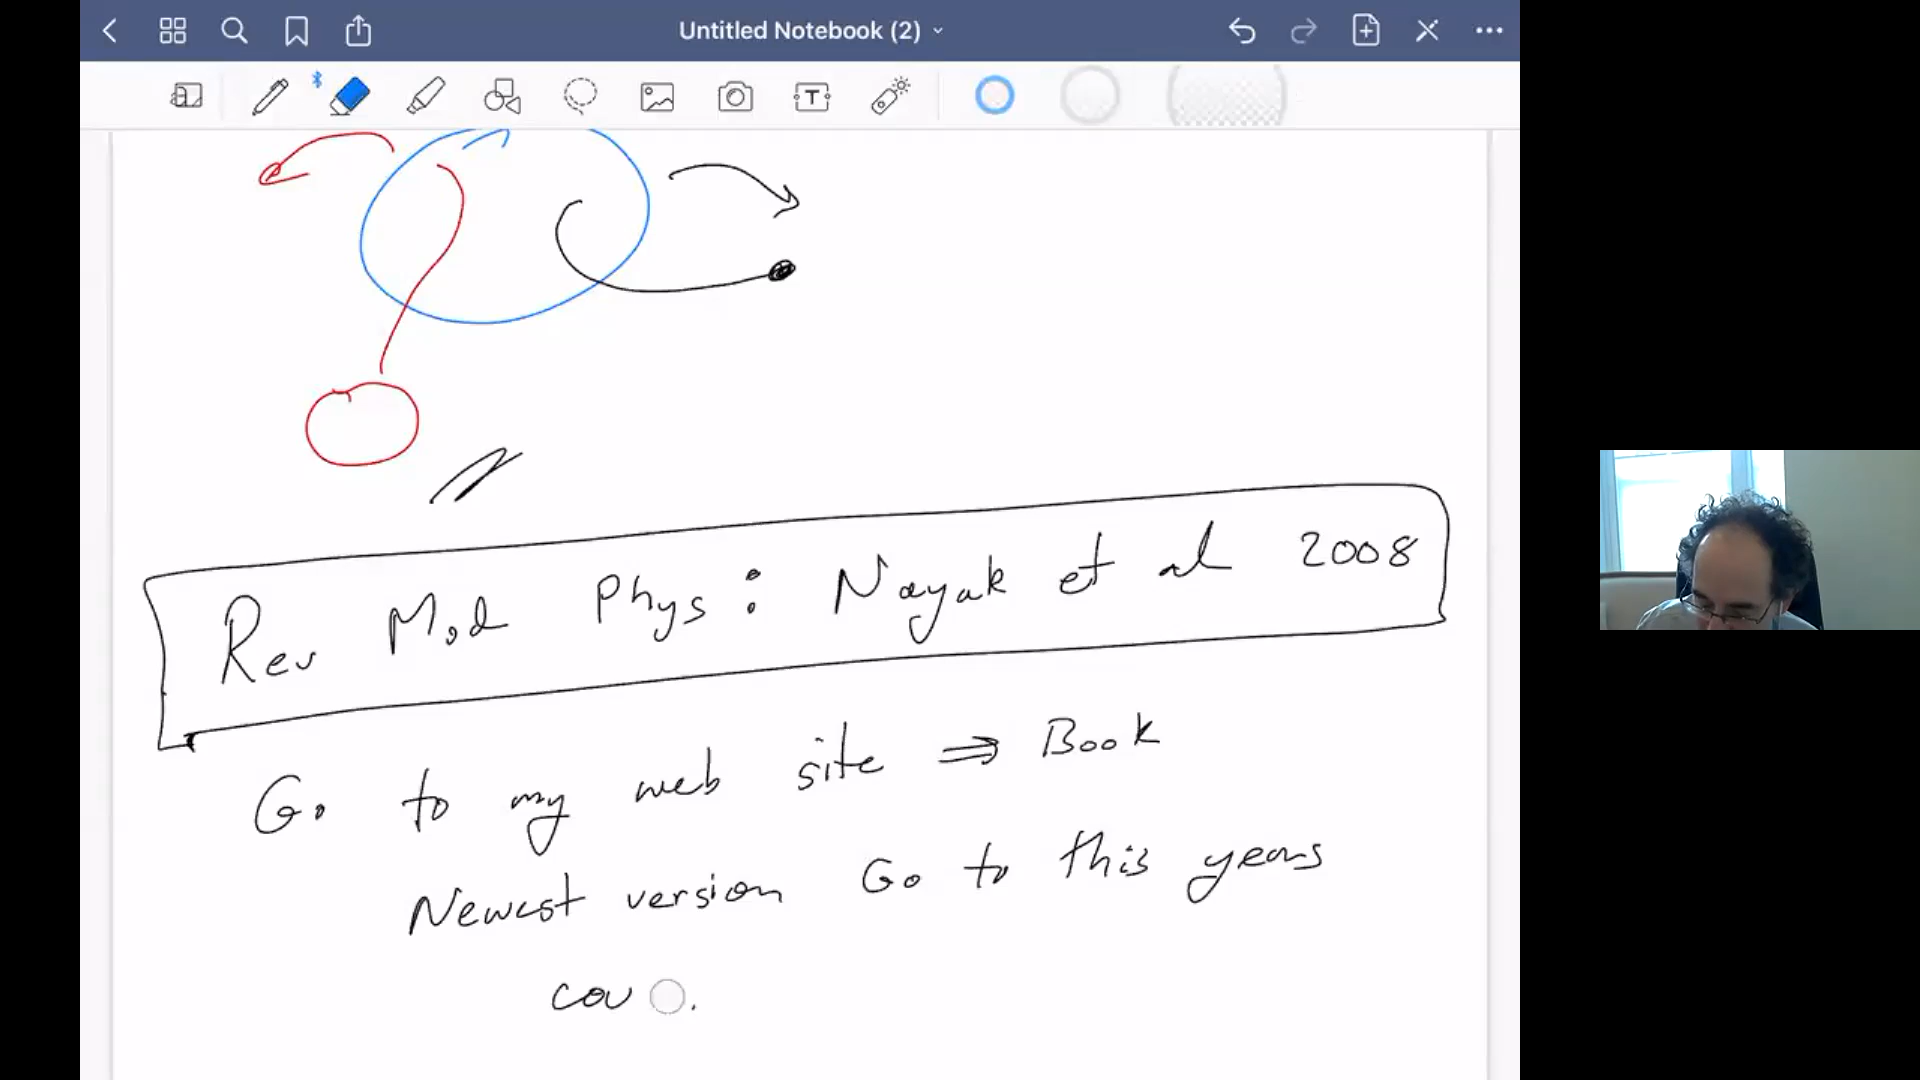 Untitled Notebook (2)
T
Rev Mod Phys: Nayak et al 2008
Go to my web site ⇒ Book
Newest version Go to this years
cou